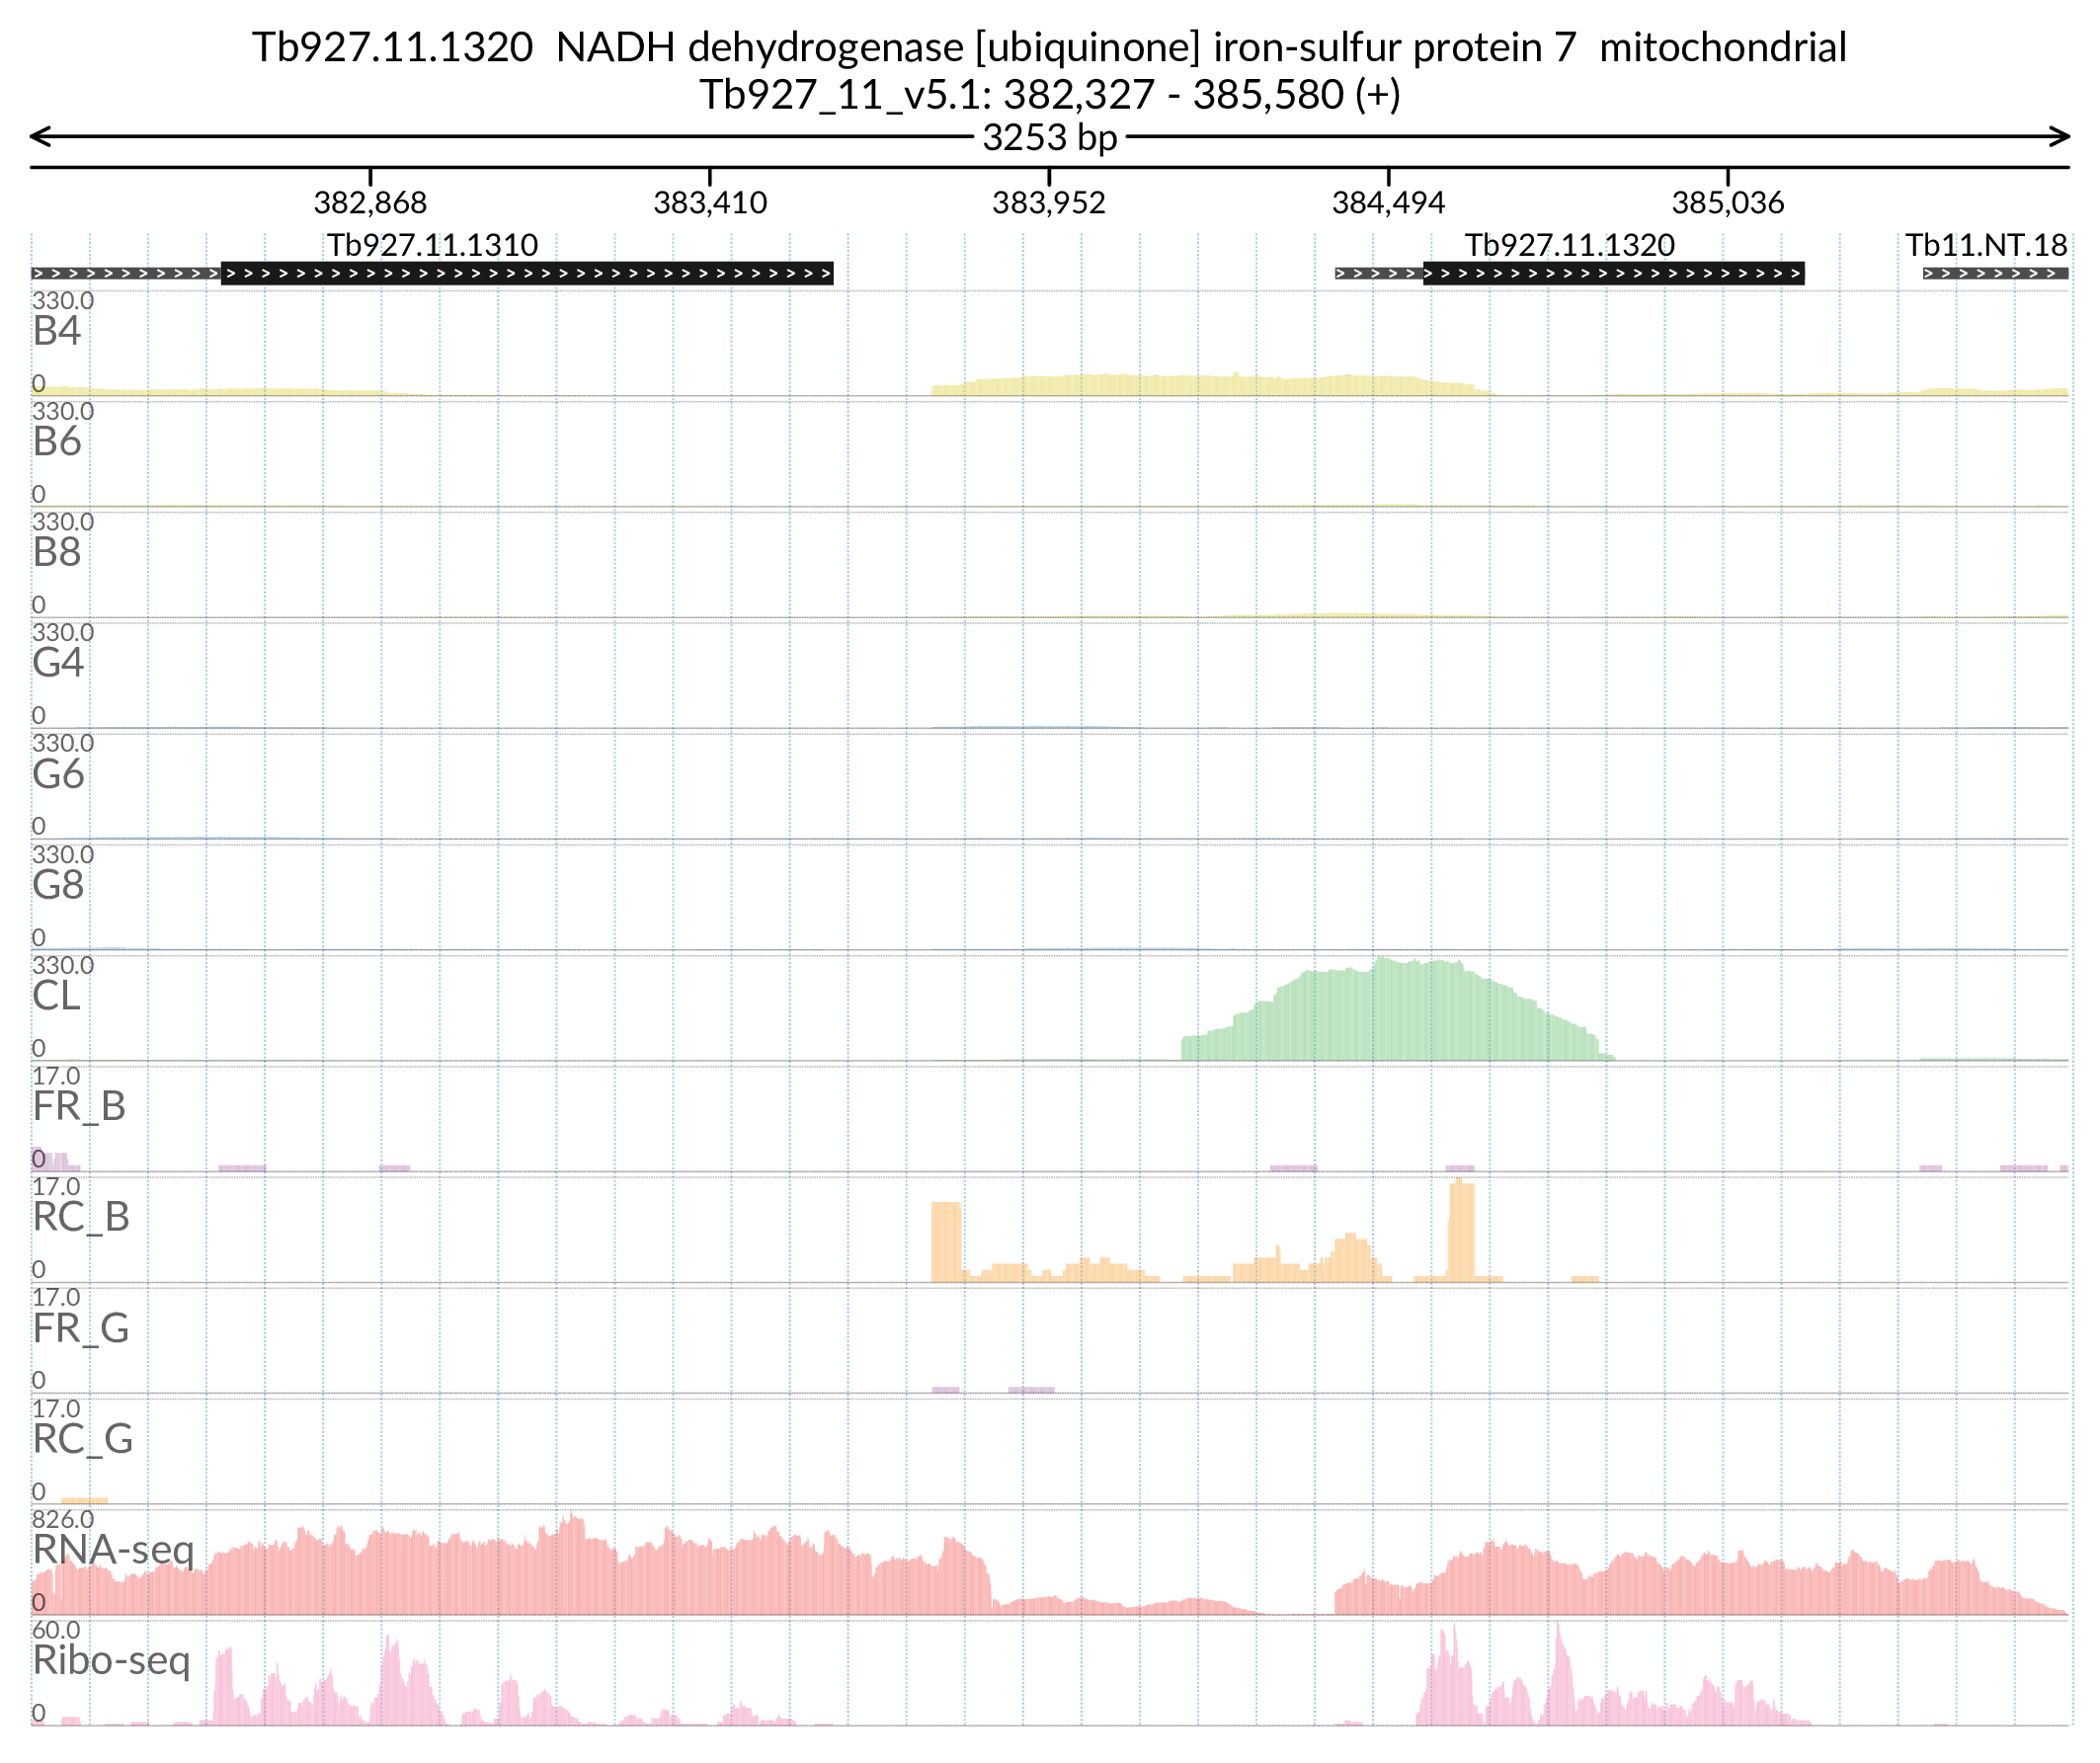 Tb927.11.1320 NADH dehydrogenase [ubiquinone] iron-sulfur protein 7 mitochondrial
Tb927_11_v5.1: 382,327 - 385,580 (+)
3253 bp
382,868 383,410 383,952 384,494 385,036
Tb927.11.1310 Tb927.11.1320 Tb11.NT.18
330.0
B4
0
330.0
B6
0
330.0
B8
0
330.0
G4
0
330.0
G6
0
330.0
G8
0
330.0
CL
0
17.0
FR_B
0
17.0
RC_B
0
17.0
FR_G
0
17.0
RC_G
0
826.0
RNA-seq
0
60.0
Ribo-seq
0